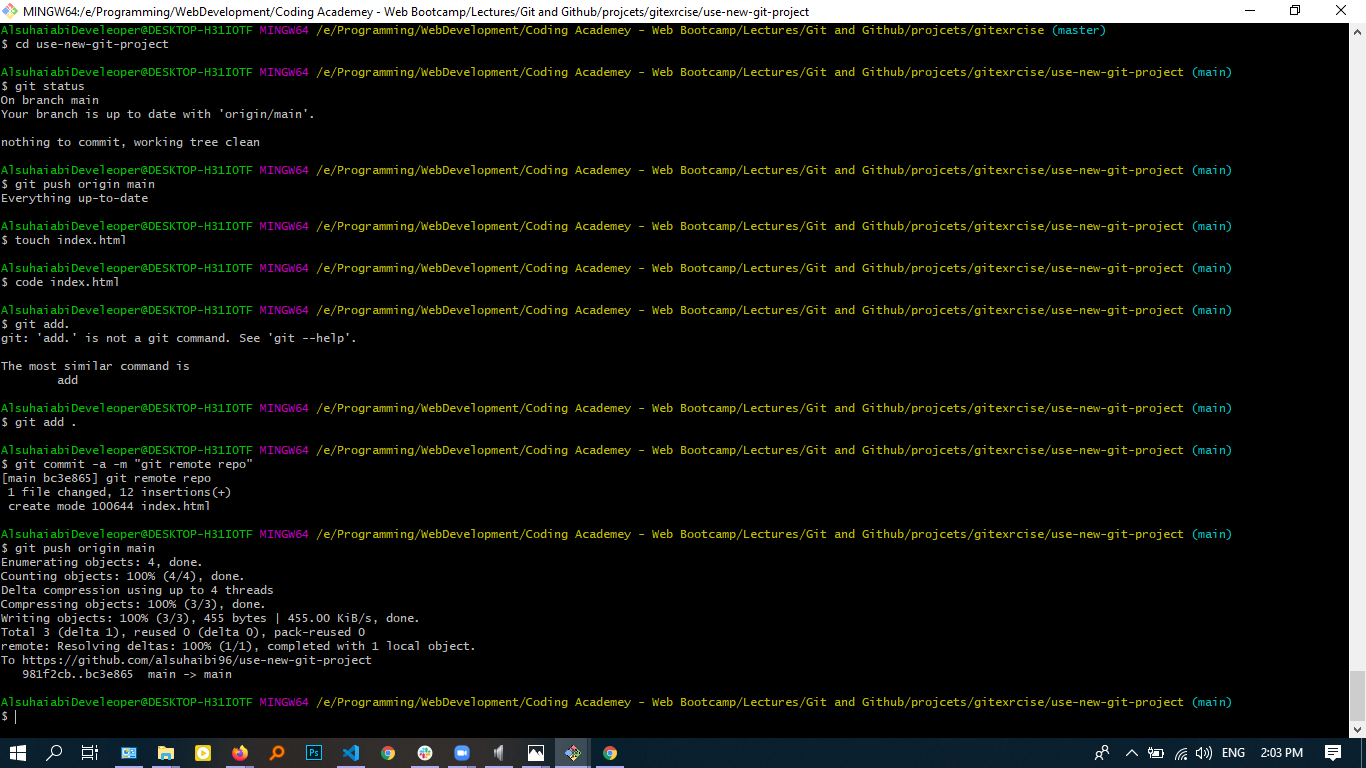 MINGW64:/e/Programming/WebDevelopment/Coding Academey - Web Bootcamp/Lectures/Git and Github/projcets/gitexrcise/use-new-git-project
AlsuhaiabiDeveleoper@DESKTOP-H31IOTF MINGW64 /e/Programming/WebDevelopment/Coding Academey - Web Bootcamp/Lectures/Git and Github/projcets/gitexrcise (master)
$ cd use-new-git-project
AlsuhaiabiDeveleoper@DESKTOP-H31IOTF MINGW64 /e/Programming/WebDevelopment/Coding Academey - Web Bootcamp/Lectures/Git and Github/projcets/gitexrcise/use-new-git-project (main)
$ git status
On branch main
Your branch is up to date with 'origin/main'.
nothing to commit, working tree clean
AlsuhaiabiDeveleoper@DESKTOP-H31IOTF MINGW64 /e/Programming/WebDevelopment/Coding Academey - Web Bootcamp/Lectures/Git and Github/projcets/gitexrcise/use-new-git-project (main)
$ git push origin main
Everything up-to-date
AlsuhaiabiDeveleoper@DESKTOP-H31IOTF MINGW64 /e/Programming/WebDevelopment/Coding Academey - Web Bootcamp/Lectures/Git and Github/projcets/gitexrcise/use-new-git-project (main)
$ touch index.html
AlsuhaiabiDeveleoper@DESKTOP-H31IOTF MINGW64 /e/Programming/WebDevelopment/Coding Academey - Web Bootcamp/Lectures/Git and Github/projcets/gitexrcise/use-new-git-project (main)
$ code index.html
AlsuhaiabiDeveleoper@DESKTOP-H31IOTF MINGW64 /e/Programming/WebDevelopment/Coding Academey - Web Bootcamp/Lectures/Git and Github/projcets/gitexrcise/use-new-git-project (main)
$ git add.
git: 'add.' is not a git command. See 'git --help'.
The most similar command is
add
AlsuhaiabiDeveleoper@DESKTOP-H31IOTF MINGW64 /e/Programming/WebDevelopment/Coding Academey - Web Bootcamp/Lectures/Git and Github/projcets/gitexrcise/use-new-git-project (main)
$ git add .
AlsuhaiabiDeveleoper@DESKTOP-H31IOTF MINGW64 /e/Programming/WebDevelopment/Coding Academey - Web Bootcamp/Lectures/Git and Github/projcets/gitexrcise/use-new-git-project (main)
$ git commit -a -m "git remote repo"
[main bc3e865] git remote repo
1 file changed, 12 insertions(+)
create mode 100644 index.html
AlsuhaiabiDeveleoper@DESKTOP-H31IOTF MINGW64 /e/Programming/WebDevelopment/Coding Academey - Web Bootcamp/Lectures/Git and Github/projcets/gitexrcise/use-new-git-project (main)
$ git push origin main
Enumerating objects: 4, done.
Counting objects: 100% (4/4), done.
Delta compression using up to 4 threads
Compressing objects: 100% (3/3), done.
Writing objects: 100% (3/3), 455 bytes | 455.00 KiB/s, done.
Total 3 (delta 1), reused 0 (delta 0), pack-reused 0
remote: Resolving deltas: 100% (1/1), completed with 1 local object.
To https://github.com/alsuhaibi96/use-new-git-project
981f2cb..bc3e865 main -> main
AlsuhaiabiDeveleoper@DESKTOP-H31IOTF MINGW64 /e/Programming/WebDevelopment/Coding Academey - Web Bootcamp/Lectures/Git and Github/projcets/gitexrcise/use-new-git-project (main)
$
Ps
ENG 2:03 PM